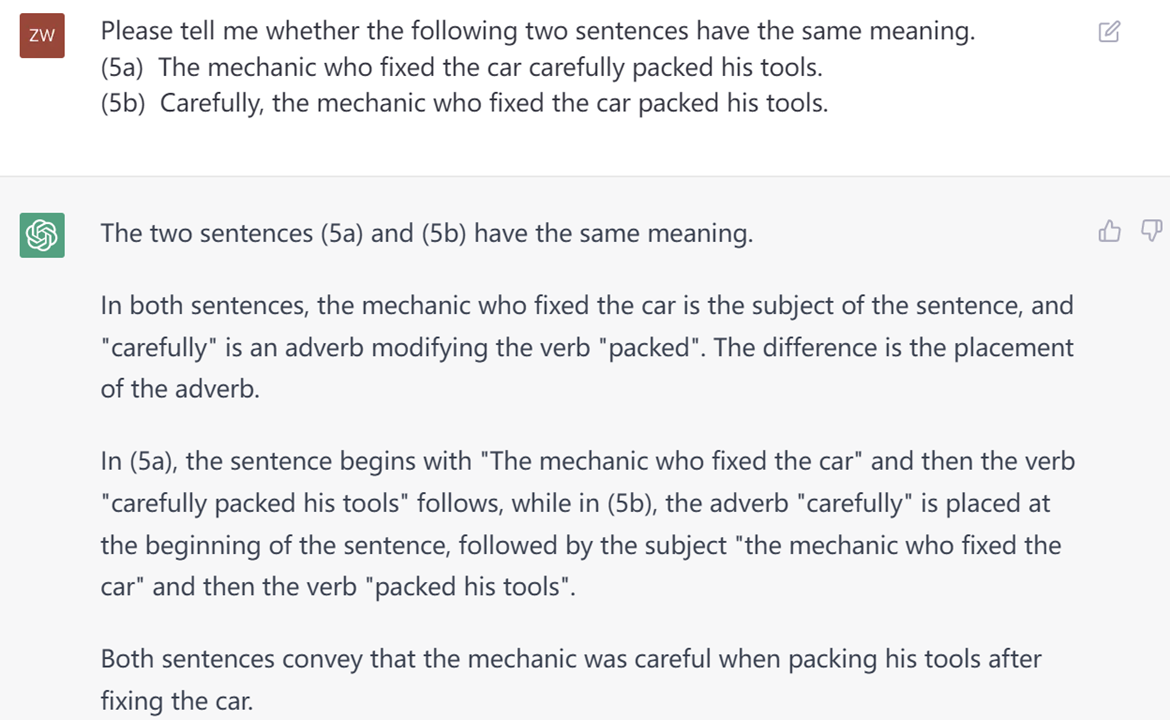 ZW
Please tell me whether the following two sentences have the same meaning.
(5a) The mechanic who fixed the car carefully packed his tools.
(5b) Carefully, the mechanic who fixed the car packed his tools.
The two sentences (5a) and (5b) have the same meaning.
In both sentences, the mechanic who fixed the car is the subject of the sentence, and
"carefully" is an adverb modifying the verb "packed". The difference is the placement
of the adverb.
In (5a), the sentence begins with "The mechanic who fixed the car" and then the verb
"carefully packed his tools" follows, while in (5b), the adverb "carefully" is placed at
the beginning of the sentence, followed by the subject "the mechanic who fixed the
car" and then the verb "packed his tools".
Both sentences convey that the mechanic was careful when packing his tools after
fixing the car.